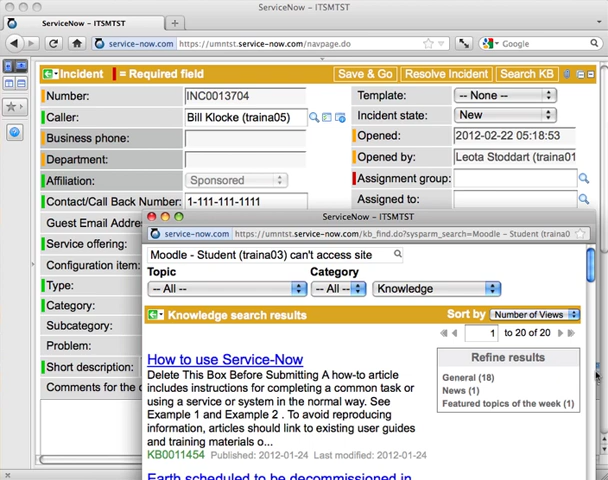 ServiceNow – ITSMTST
ServiceNow – ITSMTST
service-now.com https://umntst.service-now.com/navpage.do
Google
Incident = Required field
Save & Go
Resolve Incident
Search KB
Number: INC0013704
Template: -- None --
Caller: Bill Klocke (traina05)
Incident state: New
Business phone:
Opened: 2012-02-22 05:18:53
Department:
Opened by: Leota Stoddart (traina01
Affiliation: Sponsored
Assignment group:
Contact/Call Back Number: 1-111-111-1111
Assigned to:
Guest Email Addre
Service offering:
Configuration item:
Type:
Category:
Subcategory:
Problem:
Short description:
Comments for the c
ServiceNow – ITSMTST
service-now.com https://umntst.service-now.com/kb_find.do?sysparm_search=Moodle - Student (traina0
Moodle - Student (traina03) can't access site
Topic Category
-- All -- -- All -- Knowledge
Knowledge search results
Sort by Number of Views
1 to 20 of 20
Refine results
General (18)
News (1)
Featured topics of the week (1)
How to use Service-Now
Delete This Box Before Submitting A how-to article
includes instructions for completing a common task or
using a service or system in the normal way. See
Example 1 and Example 2 . To avoid reproducing
information, articles should link to existing user guides
and training materials o...
KB0011454 Published: 2012-01-24 Last modified: 2012-01-24
Earth scheduled to be decommissioned in